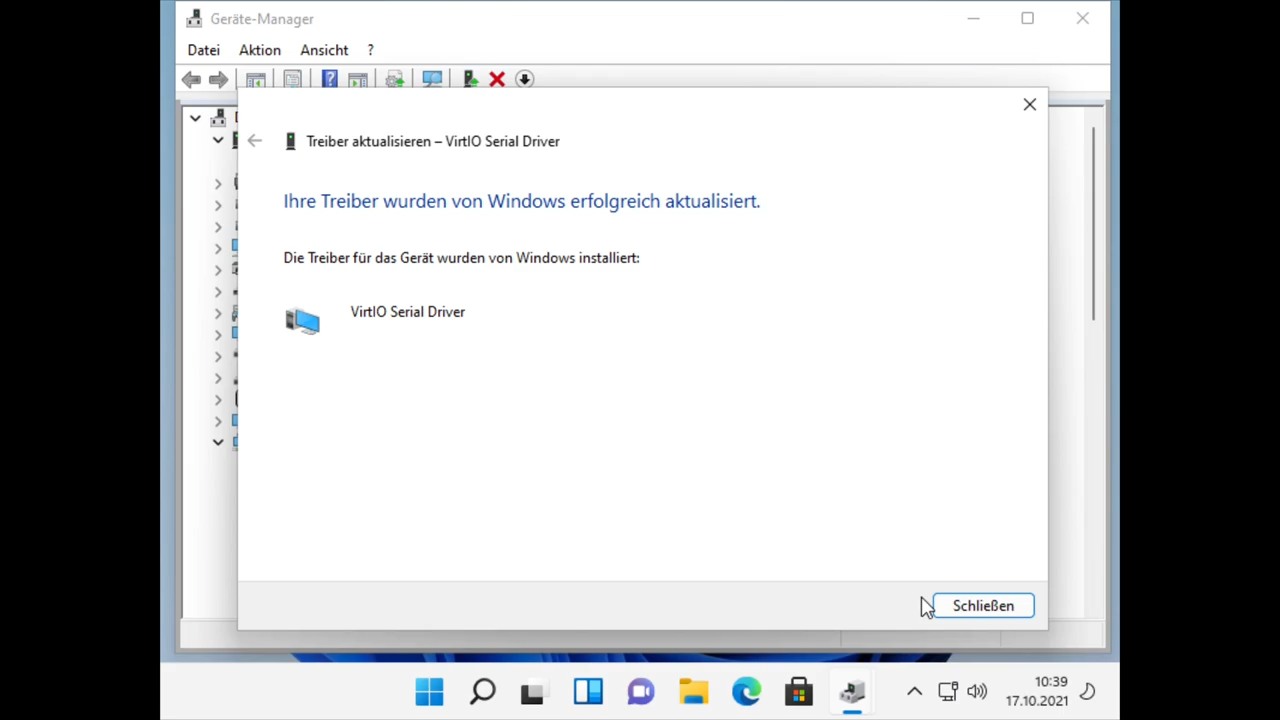 Geräte-Manager
Datei Aktion Ansicht ?
Treiber aktualisieren – VirtIO Serial Driver
Ihre Treiber wurden von Windows erfolgreich aktualisiert.
Die Treiber für das Gerät wurden von Windows installiert:
VirtIO Serial Driver
Schließen
10:39
17.10.2021